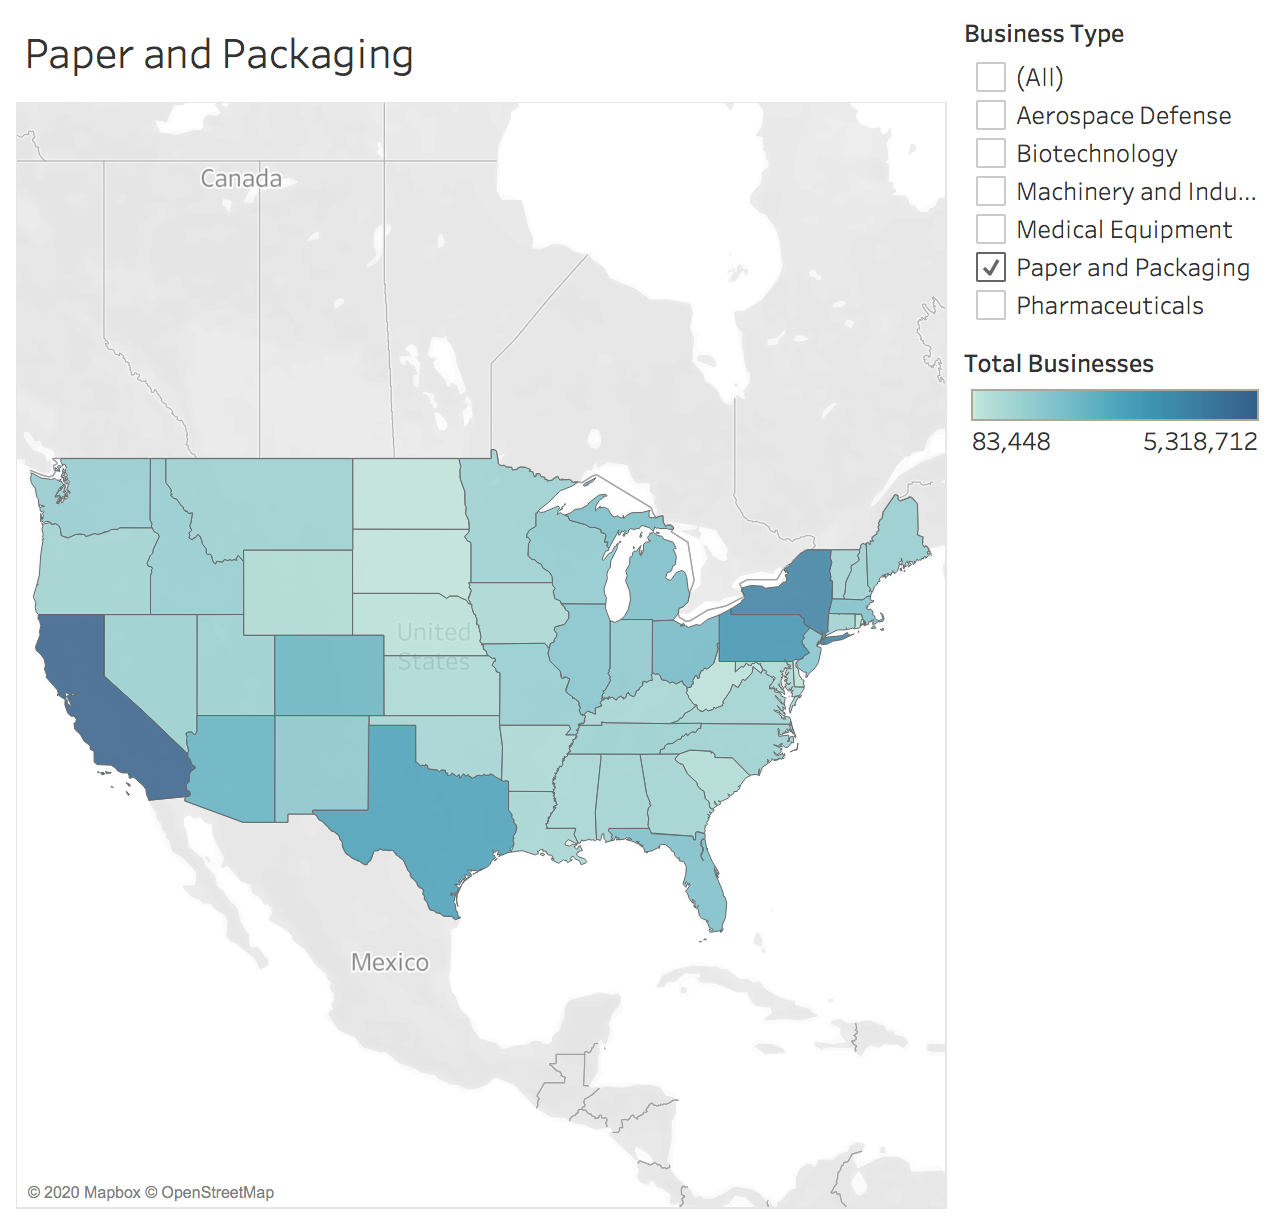 Paper and Packaging
Canada
United
States
Mexico
© 2020 Mapbox © OpenStreetMap
Business Type
(All)
Aerospace Defense
Biotechnology
Machinery and Indu...
Medical Equipment
Paper and Packaging
Pharmaceuticals
Total Businesses
83,448 5,318,712